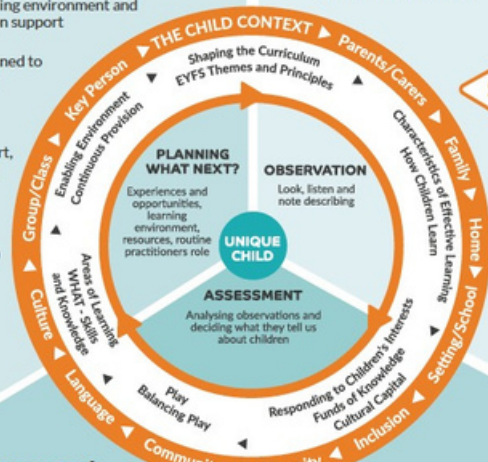 ing environment and
n support
ned to
rt,
THE CHILD CONTEXT
Parents/Carers
Family
Home
Setting/School
Inclusion
Language
Culture
Group/Class
Key Person
Shaping the Curriculum
EYFS Themes and Principles
Characteristics of Effective Learning
How Children Learn
Responding to Children's Interests
Funds of Knowledge
Cultural Capital
Play
Balancing Play
Areas of Learning
WHAT - Skills
and Knowledge
Enabling Environment
Continuous Provision
PLANNING
WHAT NEXT?
Experiences and
opportunities,
learning
environment,
resources, routine
practitioners role
OBSERVATION
Look, listen and
note describing
UNIQUE
CHILD
ASSESSMENT
Analysing observations and
deciding what they tell us
about children